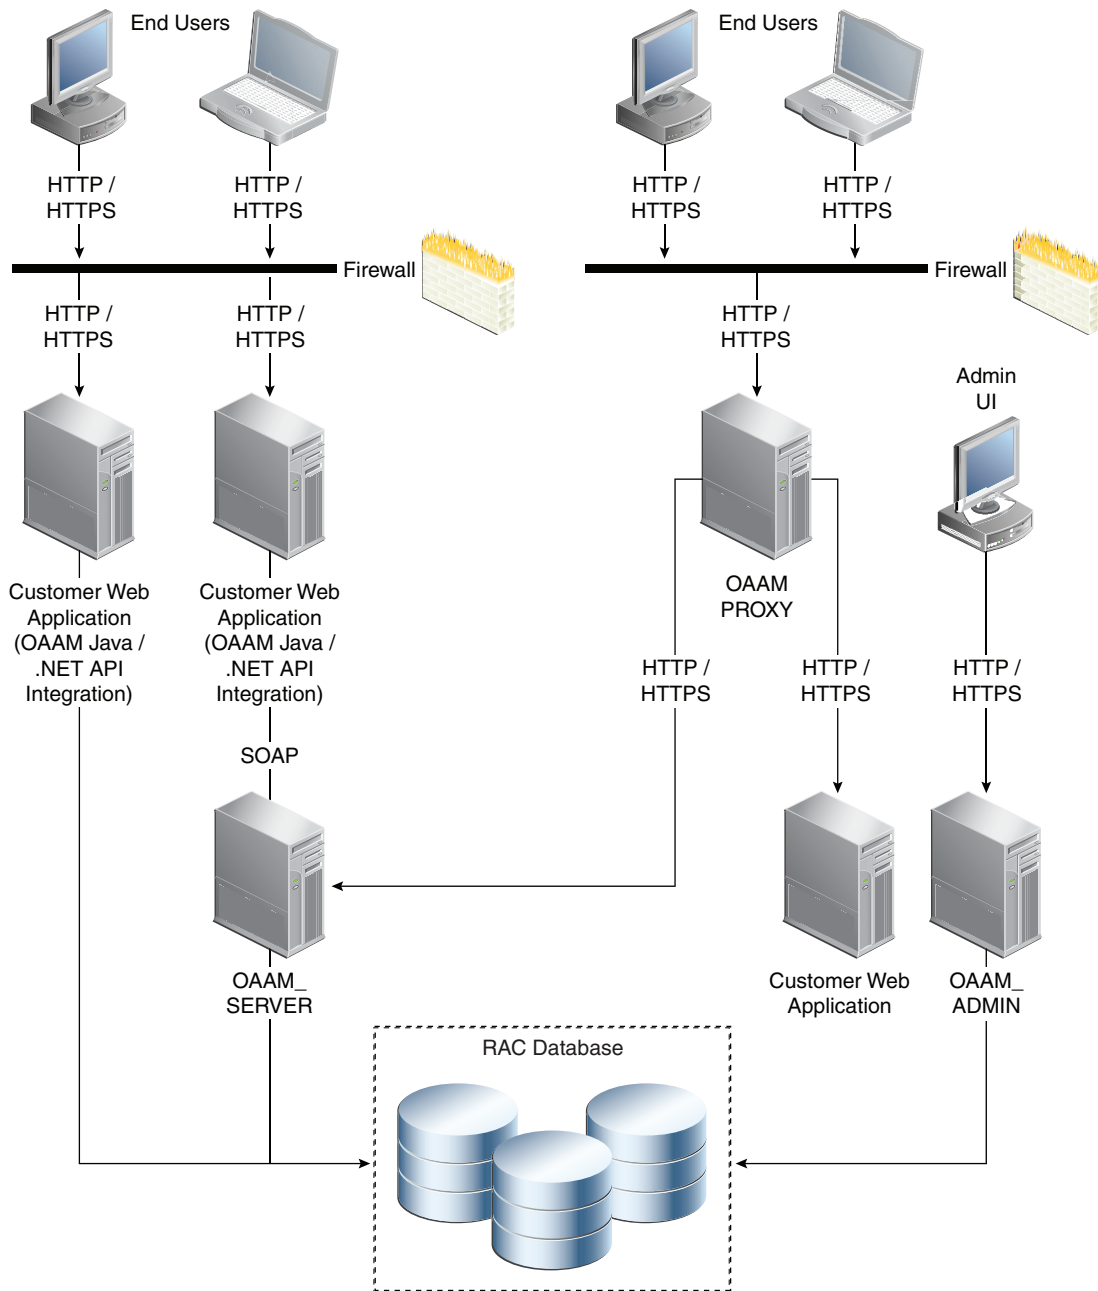 End Users
End Users
HTTP /
HTTPS
HTTP /
HTTPS
HTTP /
HTTPS
HTTP /
HTTPS
Firewall
Firewall
HTTP /
HTTPS
HTTP /
HTTPS
HTTP /
HTTPS
Admin
UI
Customer Web
Application
(OAAM Java /
.NET API
Integration)
Customer Web
Application
(OAAM Java /
.NET API
Integration)
OAAM
PROXY
HTTP /
HTTPS
HTTP /
HTTPS
HTTP /
HTTPS
SOAP
OAAM_
SERVER
Customer Web
Application
OAAM_
ADMIN
RAC Database